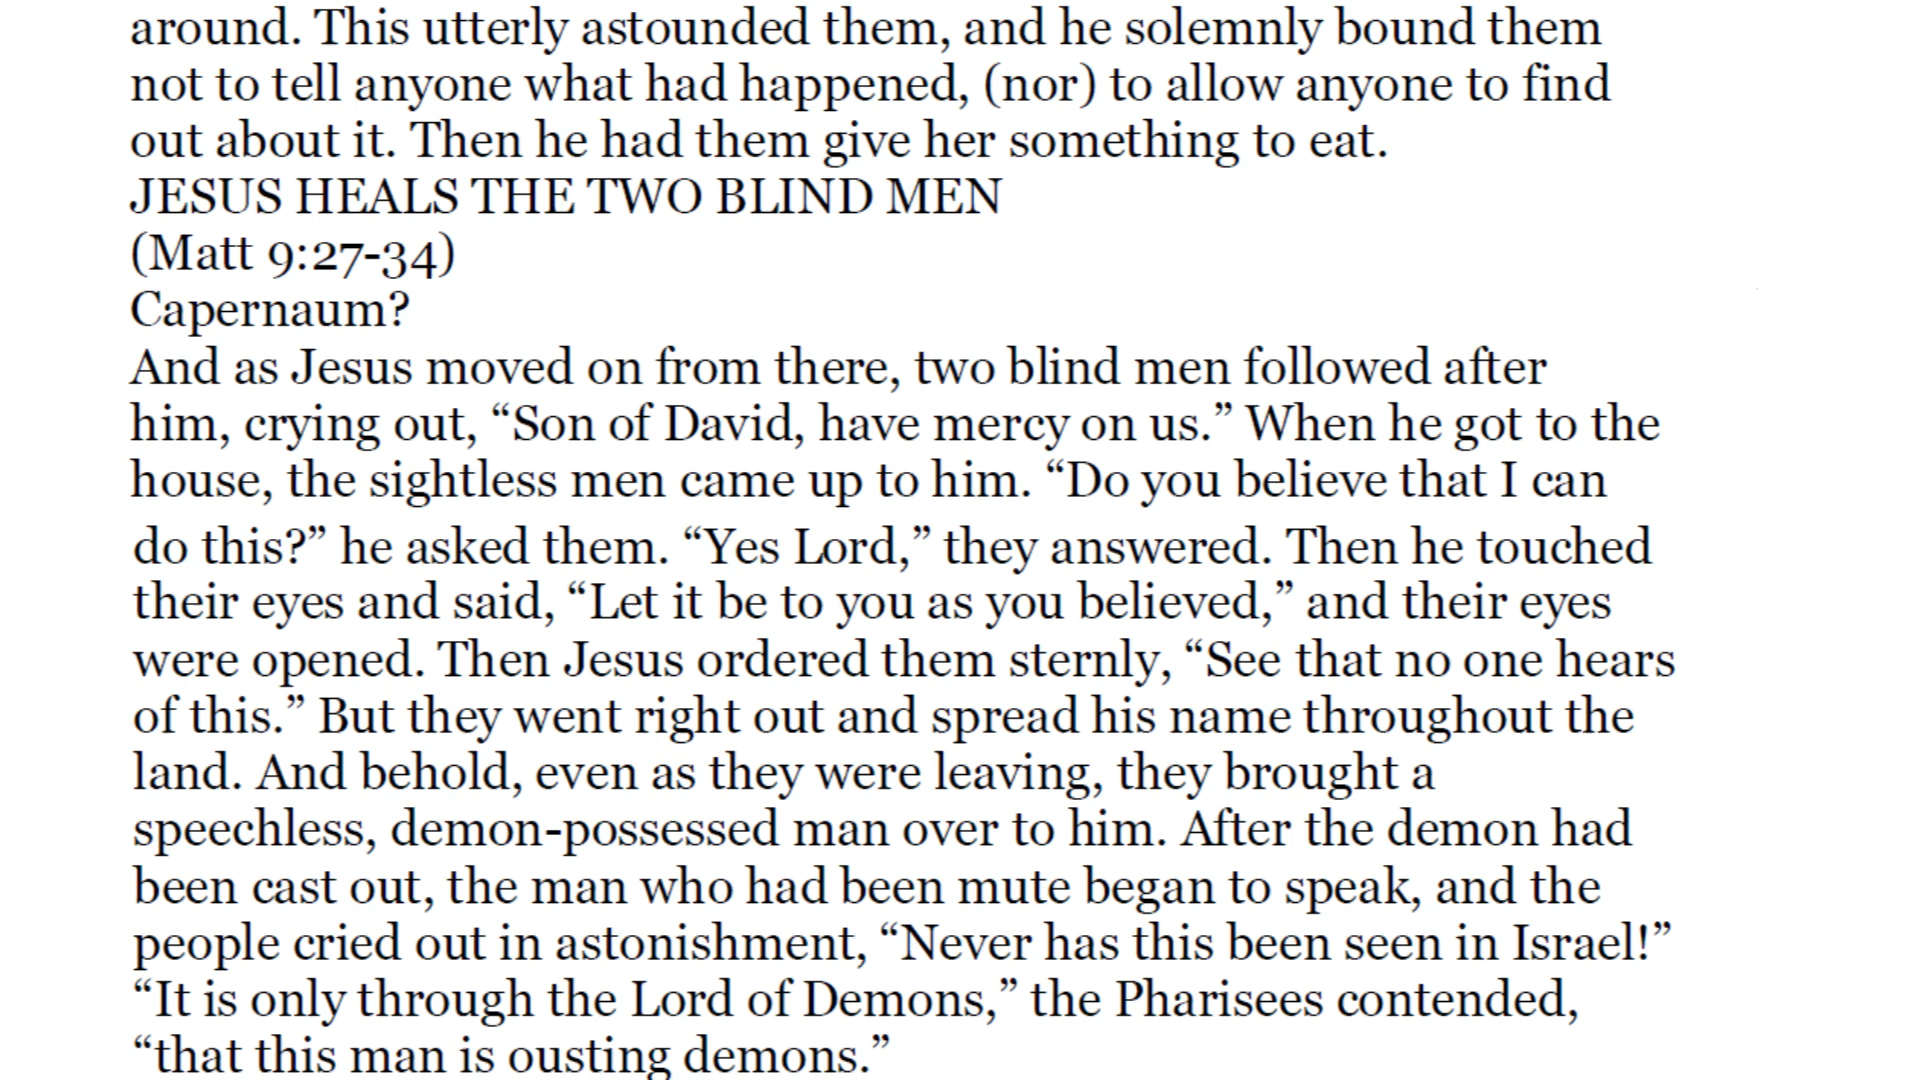 around. This utterly astounded them, and he solemnly bound them
not to tell anyone what had happened, (nor) to allow anyone to find
out about it. Then he had them give her something to eat.
JESUS HEALS THE TWO BLIND MEN
(Matt 9:27-34)
Capernaum?
And as Jesus moved on from there, two blind men followed after
him, crying out, “Son of David, have mercy on us.” When he got to the
house, the sightless men came up to him. “Do you believe that I can
do this?” he asked them. “Yes Lord,” they answered. Then he touched
their eyes and said, “Let it be to you as you believed,” and their eyes
were opened. Then Jesus ordered them sternly, “See that no one hears
of this.” But they went right out and spread his name throughout the
land. And behold, even as they were leaving, they brought a
speechless, demon-possessed man over to him. After the demon had
been cast out, the man who had been mute began to speak, and the
people cried out in astonishment, “Never has this been seen in Israel!”
“It is only through the Lord of Demons,” the Pharisees contended,
“that this man is ousting demons.”